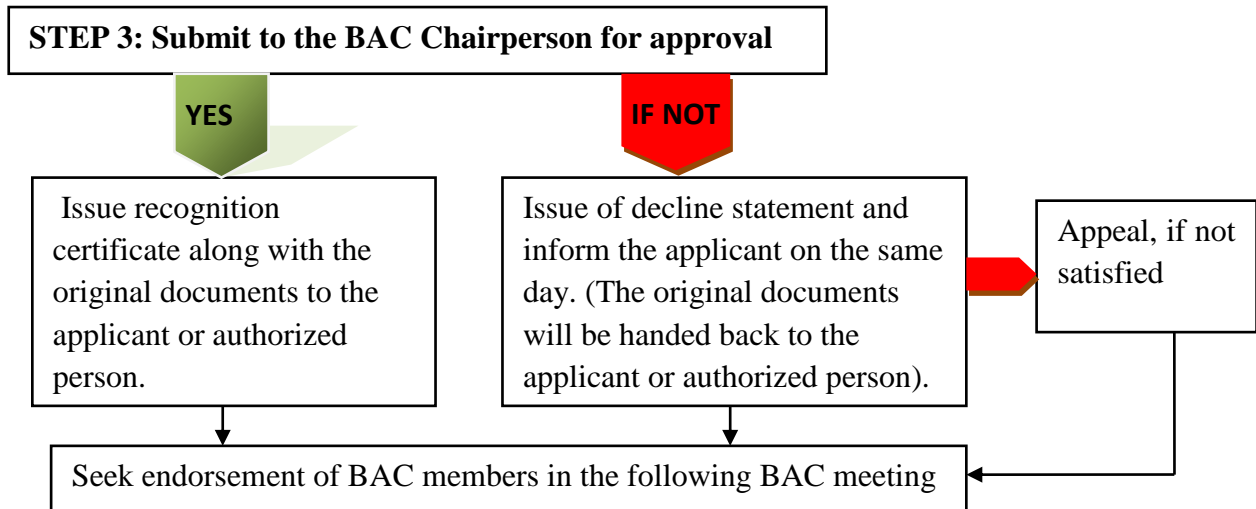 STEP 3: Submit to the BAC Chairperson for approval
YES
IF NOT
Issue recognition
certificate along with the
original documents to the
applicant or authorized
person.
Issue of decline statement and
inform the applicant on the same
day. (The original documents
will be handed back to the
applicant or authorized person).
Appeal, if not
satisfied
Seek endorsement of BAC members in the following BAC meeting